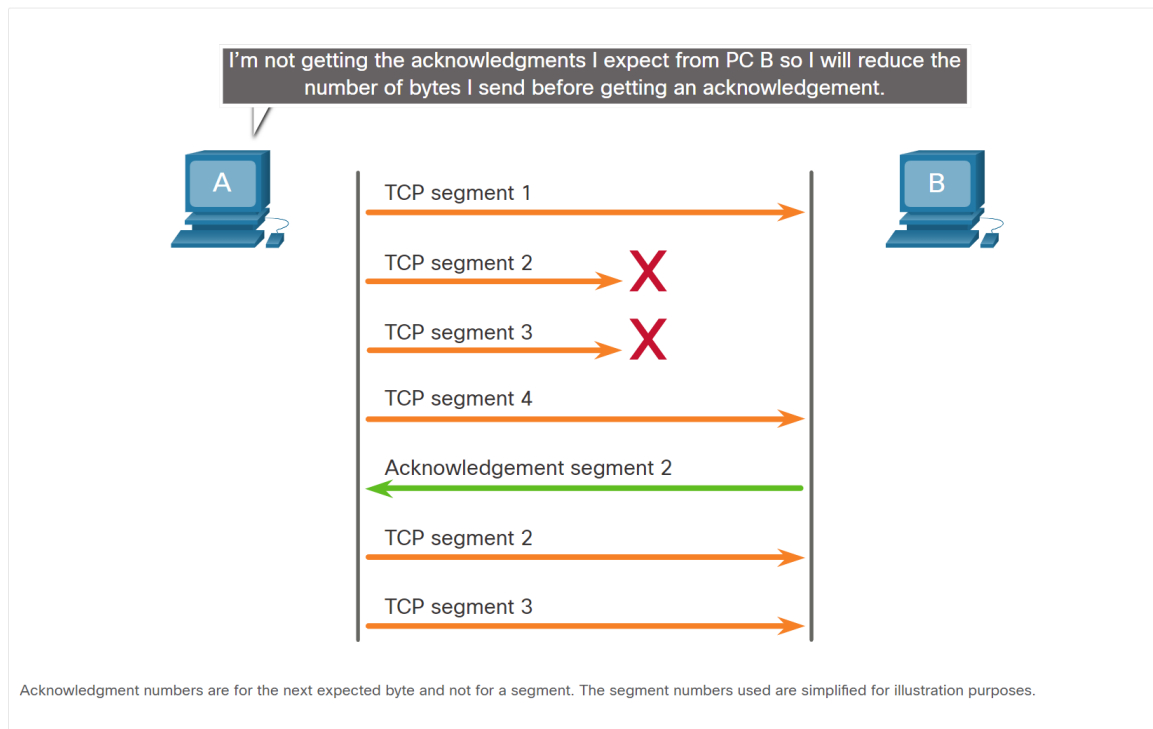 I'm not getting the acknowledgments I expect from PC B so I will reduce the
number of bytes I send before getting an acknowledgement.
A
B
TCP segment 1
TCP segment 2
X
TCP segment 3
X
TCP segment 4
Acknowledgement segment 2
TCP segment 2
TCP segment 3
Acknowledgment numbers are for the next expected byte and not for a segment. The segment numbers used are simplified for illustration purposes.